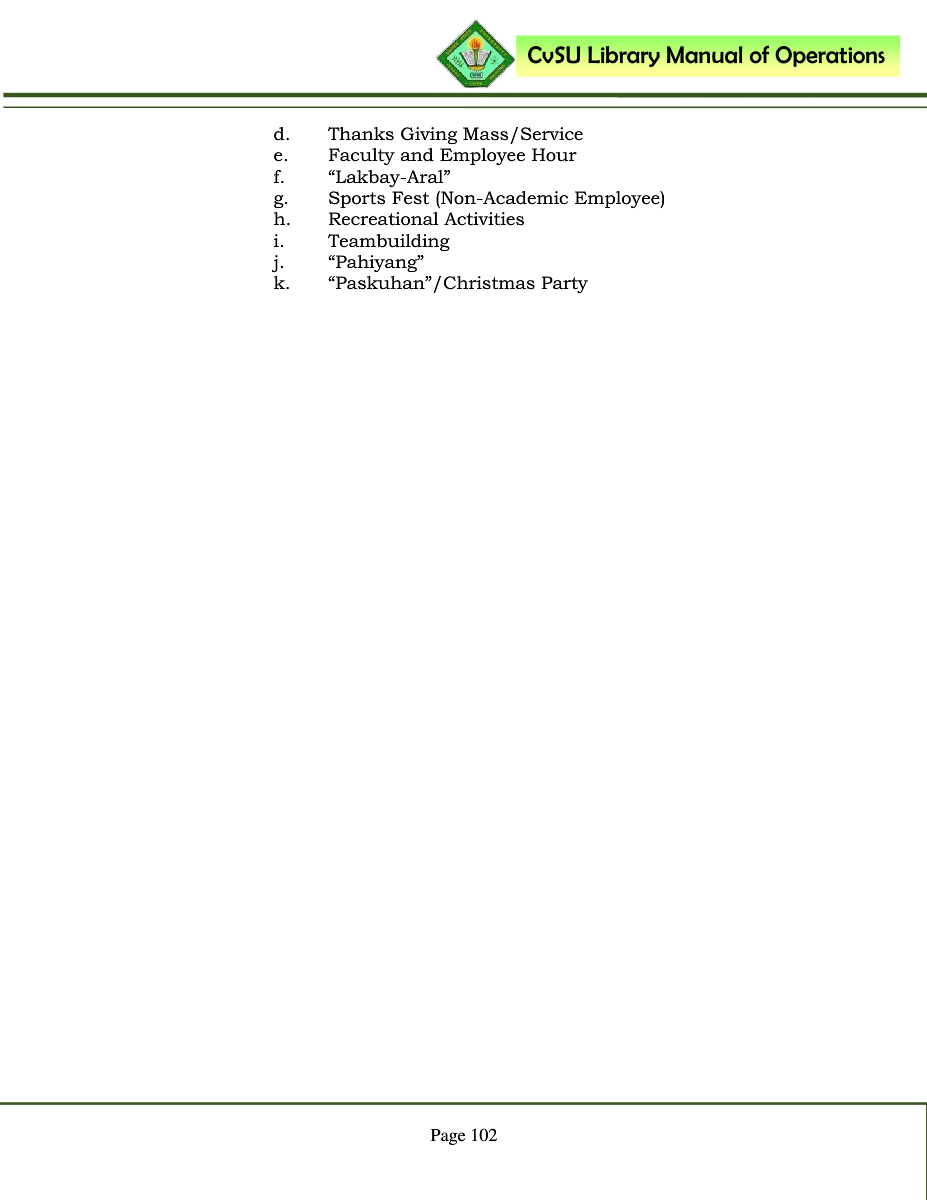 CvSU Library Manual of Operations
d. Thanks Giving Mass/Service
e. Faculty and Employee Hour
f. “Lakbay-Aral”
g. Sports Fest (Non-Academic Employee)
h. Recreational Activities
i. Teambuilding
j. “Pahiyang”
k. “Paskuhan”/Christmas Party
Page 102